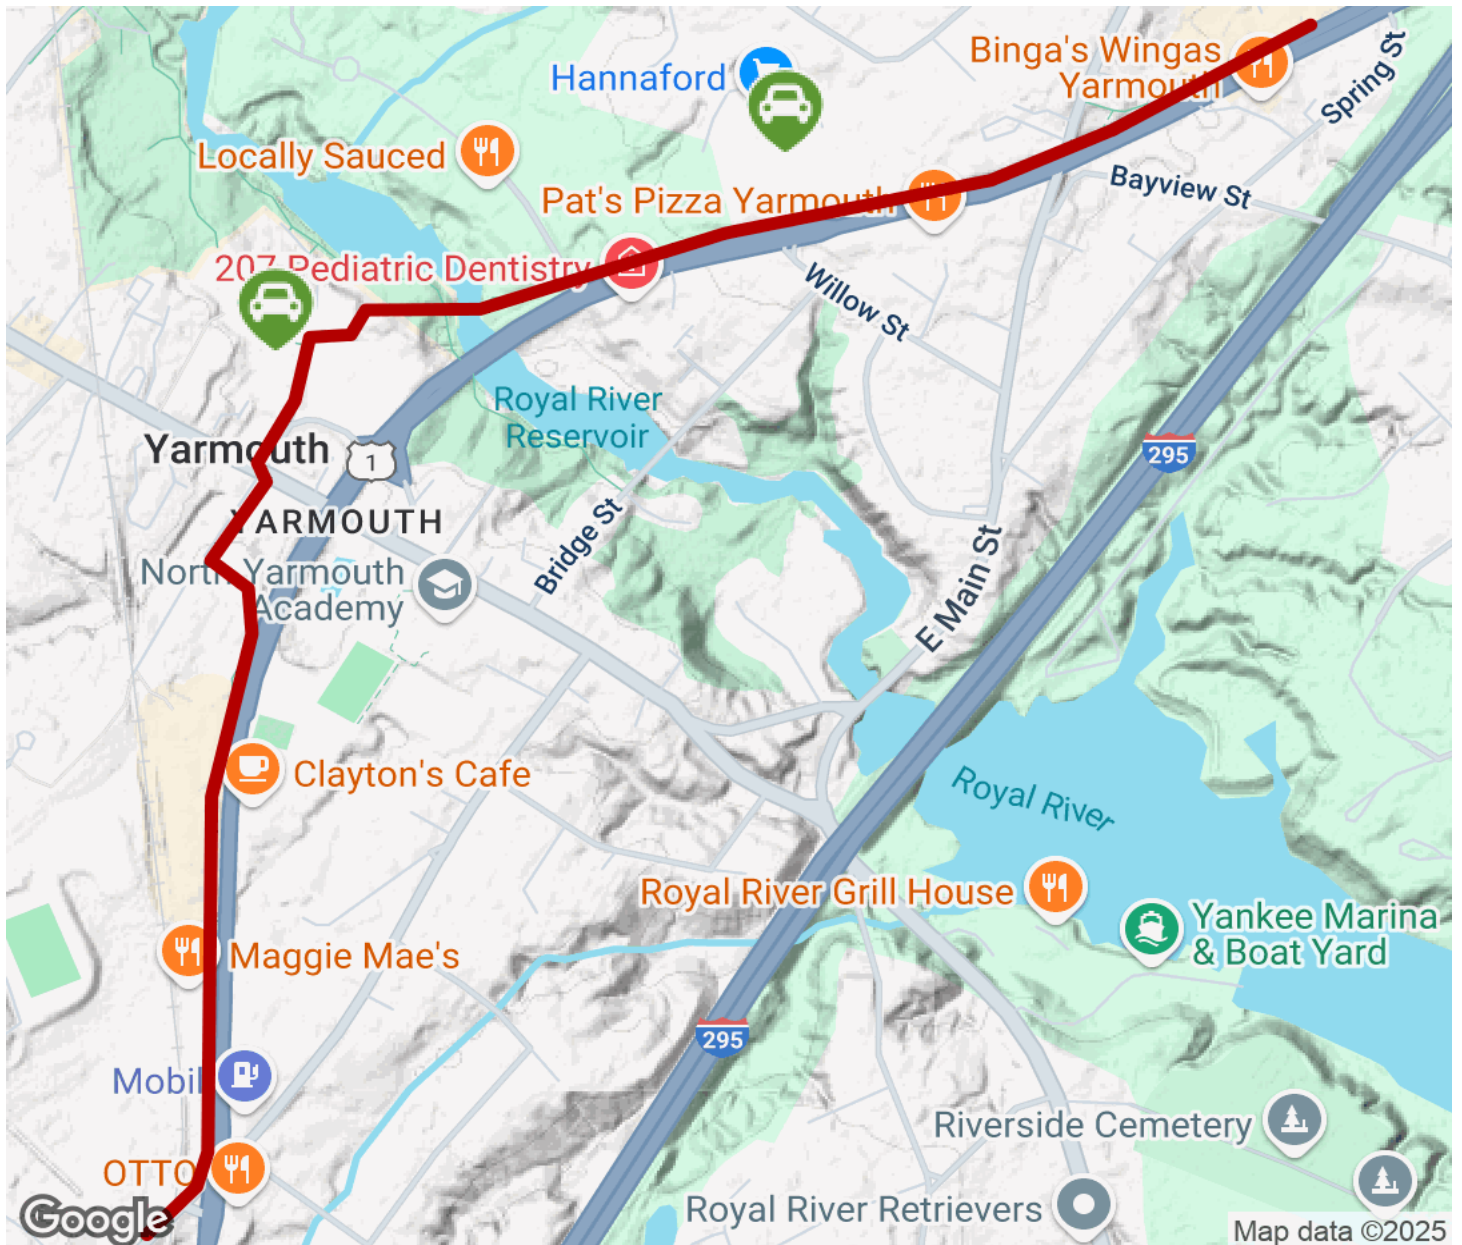 Binga's Wingas
Yarmouth
Hannaford
Spring St
Locally Sauced
Bayview St
Pat's Pizza Yarmouth
207 Pediatric Dentistry
Willow St
Royal River
Reservoir
Yarmouth
1
295
YARMOUTH
Bridge St
North Yarmouth
Academy
E Main St
Clayton's Cafe
Royal River
Royal River Grill House
Yankee Marina
& Boat Yard
Maggie Mae's
295
Mobil
Riverside Cemetery
OTTO
Royal River Retrievers
Google
Map data ©2025